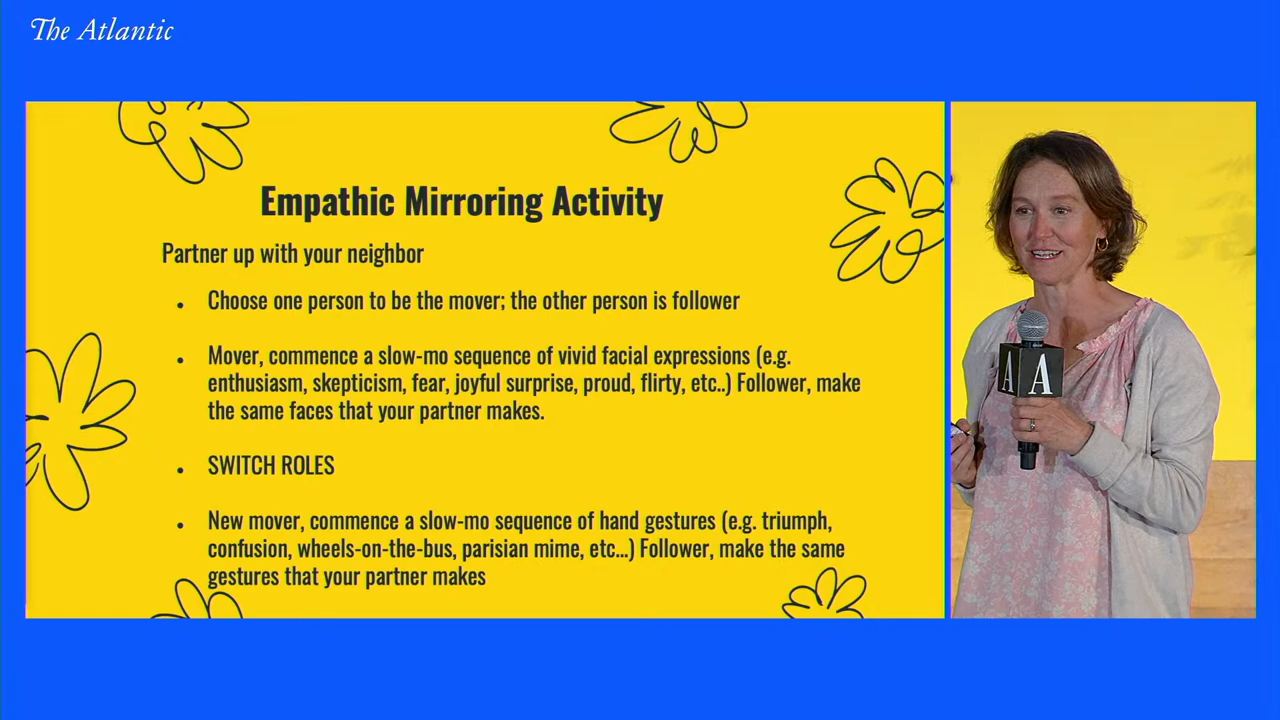 The Atlantic
Empathic Mirroring Activity
Partner up with your neighbor
• Choose one person to be the mover; the other person is follower
• Mover, commence a slow-mo sequence of vivid facial expressions (e.g.
enthusiasm, skepticism, fear, joyful surprise, proud, flirty, etc..) Follower, make
the same faces that your partner makes.
• SWITCH ROLES
• New mover, commence a slow-mo sequence of hand gestures (e.g. triumph,
confusion, wheels-on-the-bus, parisian mime, etc...) Follower, make the same
gestures that your partner makes
A A